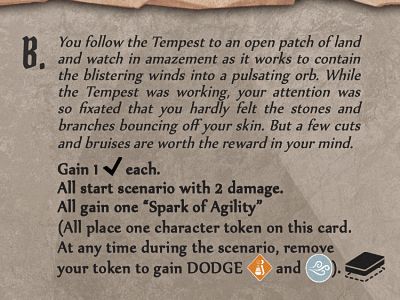 B. You follow the Tempest to an open patch of land
and watch in amazement as it works to contain
the blistering winds into a pulsating orb. While
the Tempest was working, your attention was
so fixated that you hardly felt the stones and
branches bouncing off your skin. But a few cuts
and bruises are worth the reward in your mind.
Gain 1 ✓ each.
All start scenario with 2 damage.
All gain one “Spark of Agility”
(All place one character token on this card.
At any time during the scenario, remove
your token to gain DODGE and ).